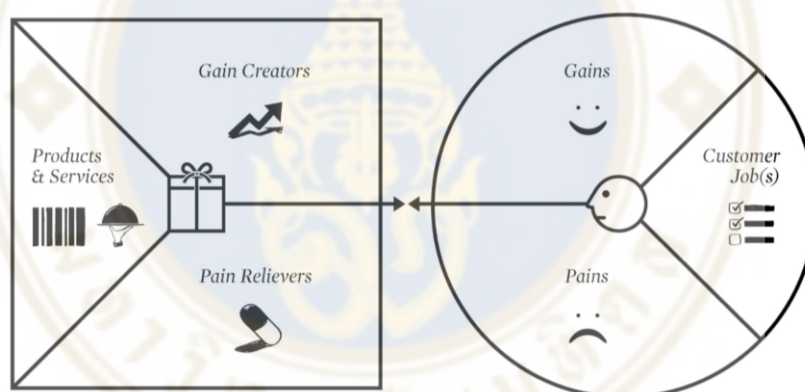 Gain Creators
Gains
Products
& Services
Customer
Job(s)
Pain Relievers
Pains